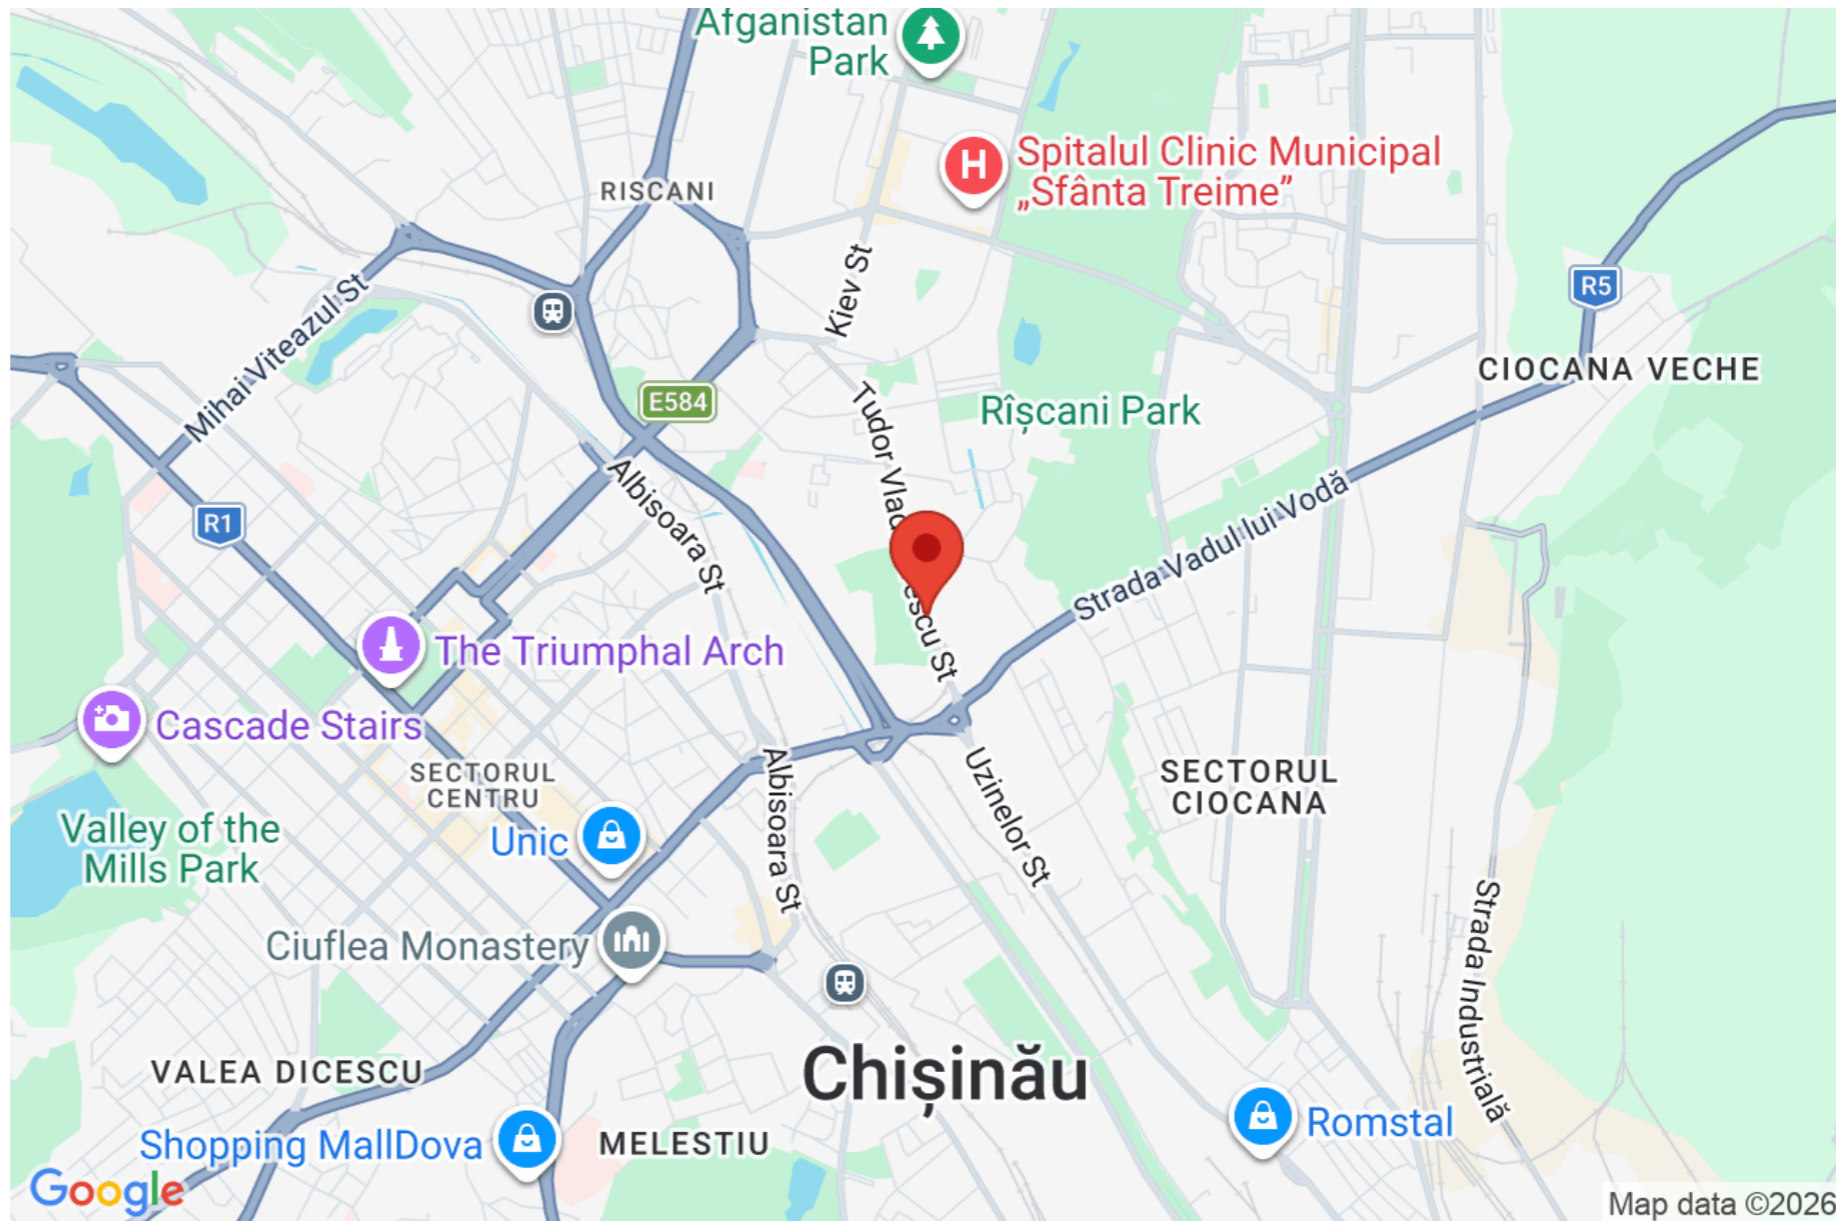 Afganistan
Park
H
Spitalul Clinic Municipal
„Sfânta Treime”
RISCANI
Kiev St
R5
Mihai Viteazul St
CIOCANA VECHE
E584
Tudor Vlad
escu St
Rîșcani Park
Albisoara St
R1
Strada Vadul lui Vodă
The Triumphal Arch
Cascade Stairs
SECTORUL
CENTRU
Albisoara St
Uzinelor St
SECTORUL
CIOCANA
Valley of the
Mills Park
Unic
Ciuflea Monastery
Strada Industrială
VALEA DICESCU
Chișinău
Shopping MallDova
MELESTIU
Romstal
Google
Map data ©2026